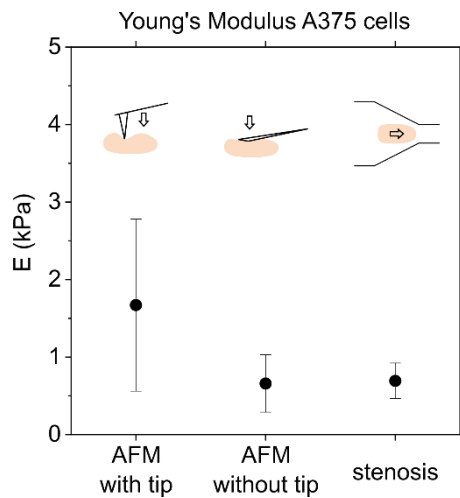 Young's Modulus A375 cells
E (kPa)
5
4
3
2
1
0
AFM
with tip
AFM
without tip
stenosis